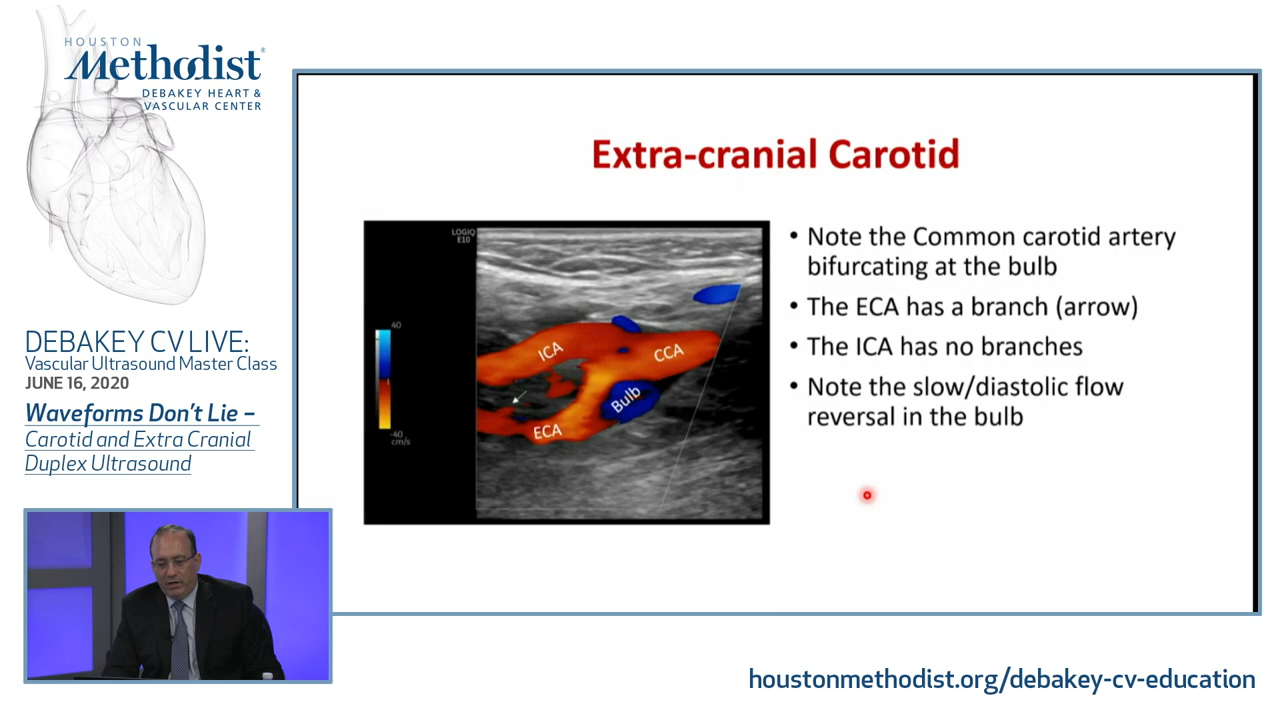 HOUSTON
Methodist®
DEBAKEY HEART &
VASCULAR CENTER
DEBAKEY CV LIVE:
Vascular Ultrasound Master Class
JUNE 16, 2020
Waveforms Don't Lie –
Carotid and Extra Cranial
Duplex Ultrasound
Extra-cranial Carotid
LOGIQ
E10
40
-40
cm/s
ICA
CCA
Bulb
ECA
• Note the Common carotid artery
bifurcating at the bulb
• The ECA has a branch (arrow)
• The ICA has no branches
• Note the slow/diastolic flow
reversal in the bulb
houstonmethodist.org/debakey-cv-education